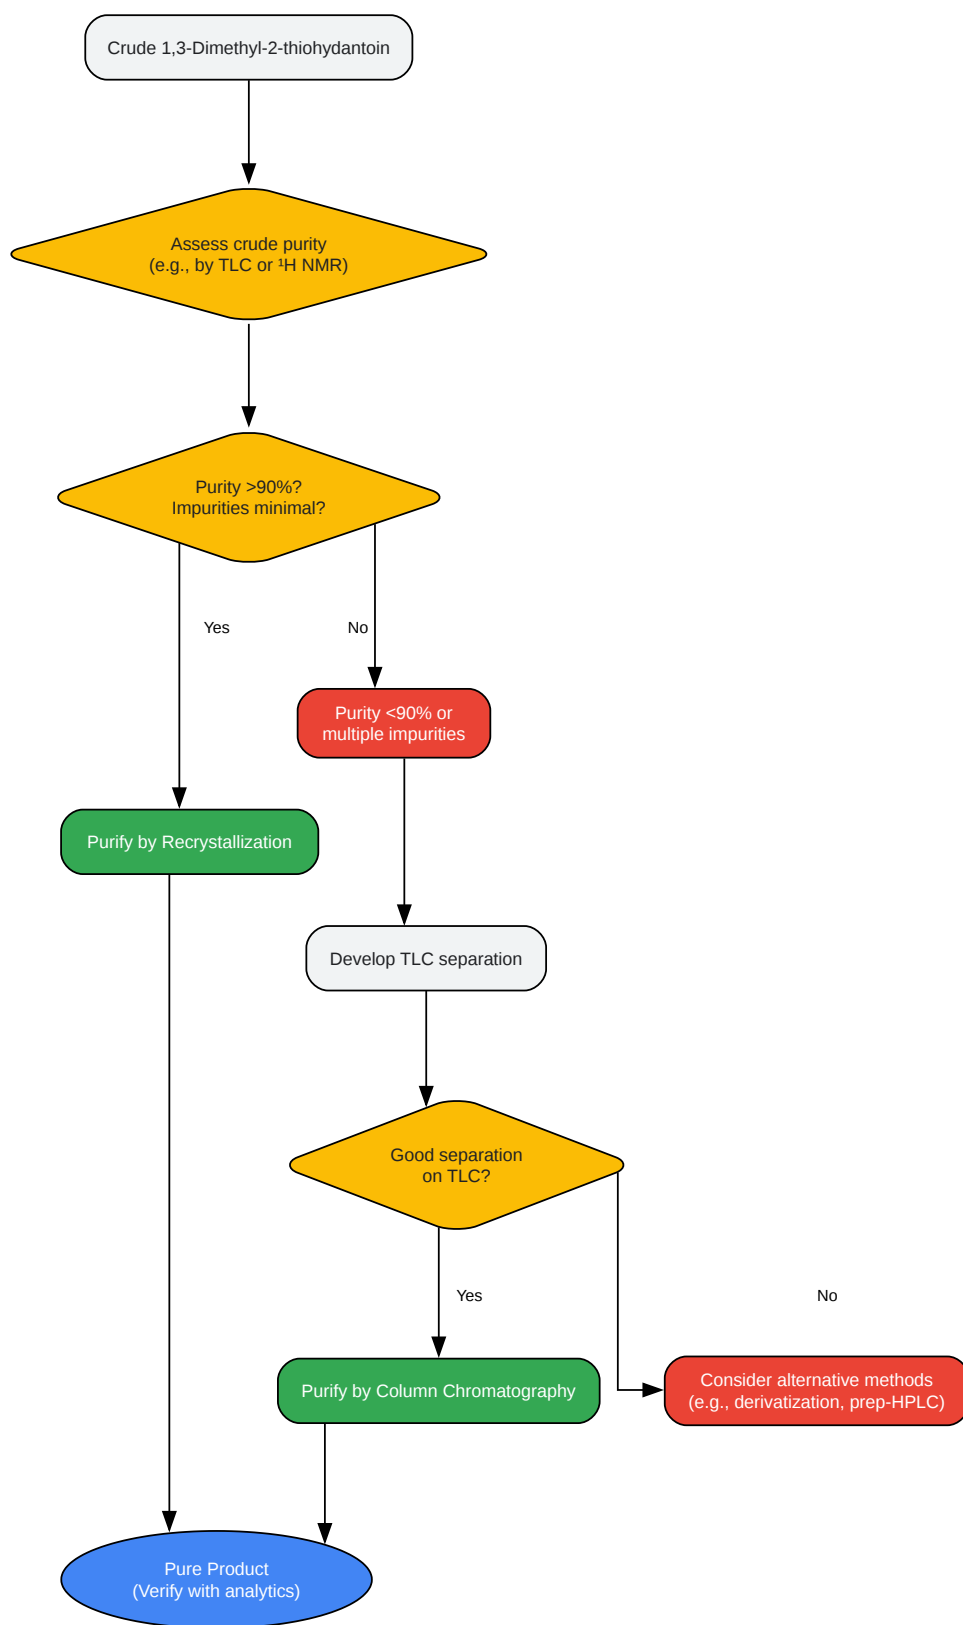 Crude 1,3-Dimethyl-2-thiohydantoin
Assess crude purity
(e.g., by TLC or ¹H NMR)
Purity >90%?
Impurities minimal?
Yes
No
Purity <90% or
multiple impurities
Purify by Recrystallization
Develop TLC separation
Good separation
on TLC?
Yes
No
Purify by Column Chromatography
Consider alternative methods
(e.g., derivatization, prep-HPLC)
Pure Product
(Verify with analytics)